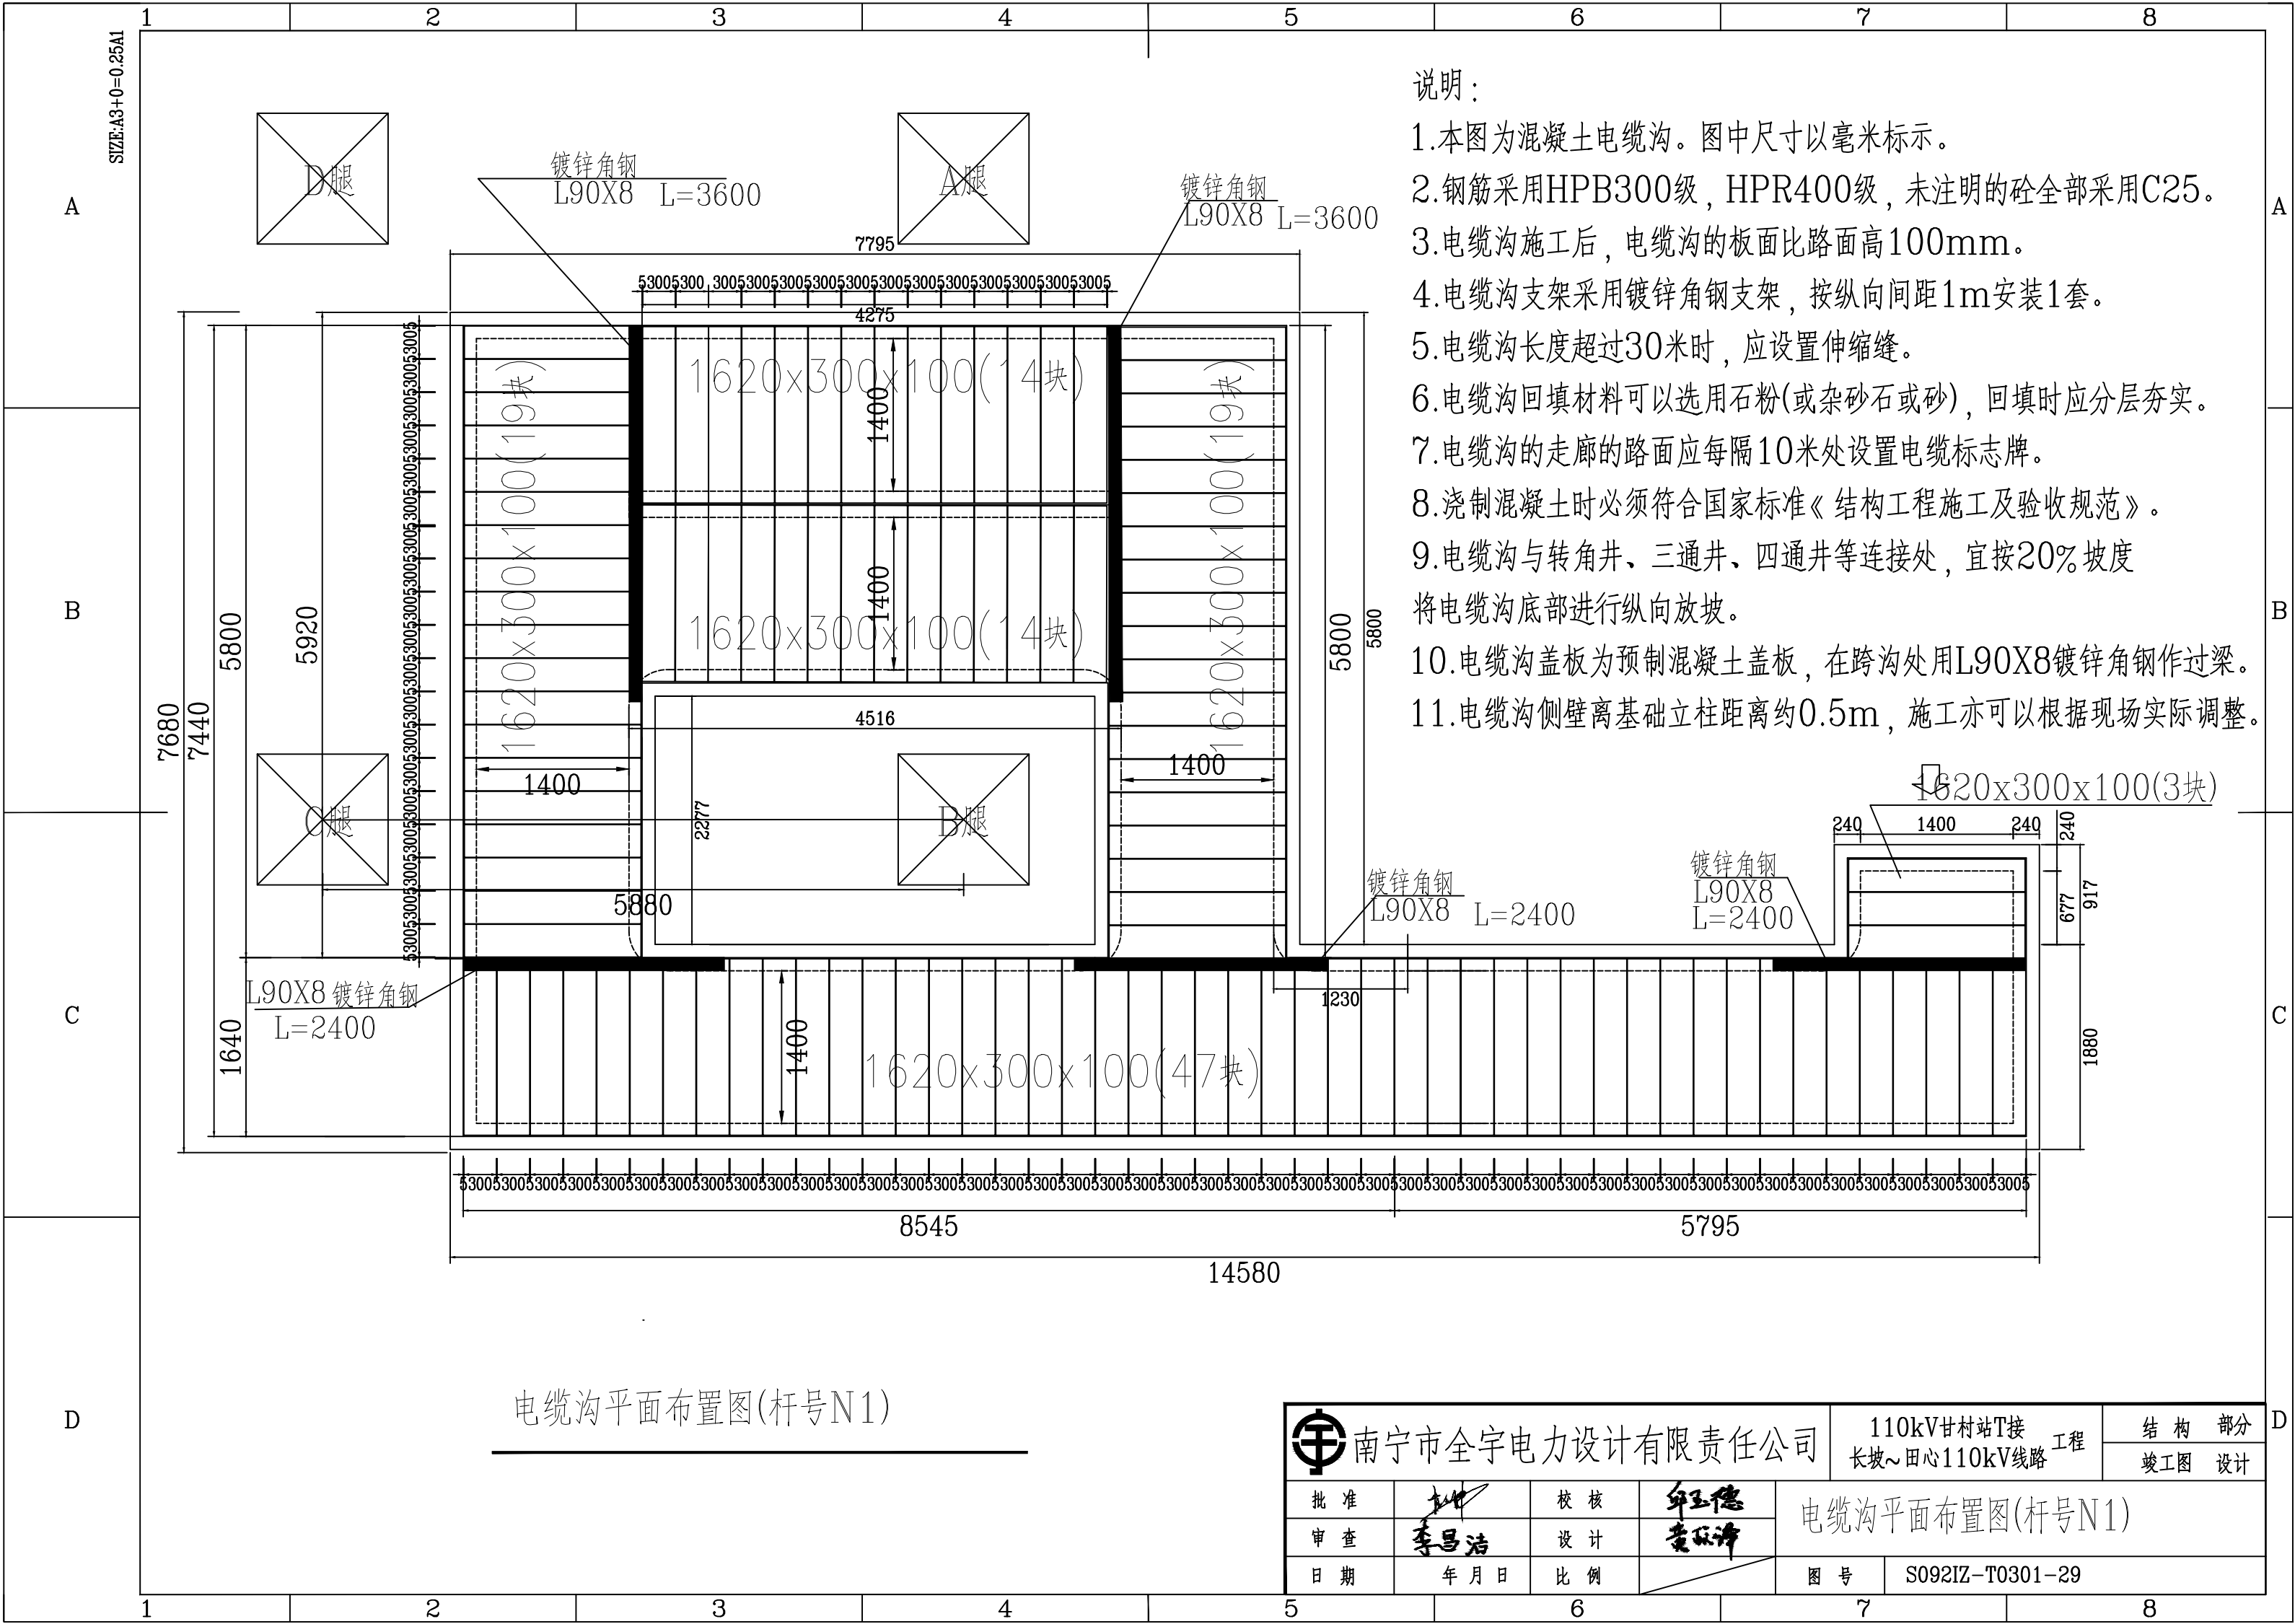 1 2 3 4 5 6 7 8
SIZE:A3+0=0.25A1
A
B
C
D
A
B
C
D
说明：
1.本图为混凝土电缆沟。图中尺寸以毫米标示。
2.钢筋采用HPB300级，HPR400级，未注明的砼全部采用C25。
3.电缆沟施工后，电缆沟的板面比路面高100mm。
4.电缆沟支架采用镀锌角钢支架，按纵向间距1m安装1套。
5.电缆沟长度超过30米时，应设置伸缩缝。
6.电缆沟回填材料可以选用石粉(或杂砂石或砂)，回填时应分层夯实。
7.电缆沟的走廊的路面应每隔10米处设置电缆标志牌。
8.浇制混凝土时必须符合国家标准《结构工程施工及验收规范》。
9.电缆沟与转角井、三通井、四通井等连接处，宜按20%坡度
将电缆沟底部进行纵向放坡。
10.电缆沟盖板为预制混凝土盖板，在跨沟处用L90X8镀锌角钢作过梁。
11.电缆沟侧壁离基础立柱距离约0.5m，施工亦可以根据现场实际调整。
D腿
A腿
C腿
B腿
镀锌角钢
L90X8 L=3600
镀锌角钢
L90X8 L=3600
7795
4275
1620x300x100(14块)
1400
1400
1620x300x100(14块)
1620x300x100(19块)
1620x300x100(19块)
1400
1400
4516
2277
5880
7680
7440
5800
5920
1640
5800
5800
1620x300x100(3块)
240 1400 240
240
677
917
1880
镀锌角钢
L90X8 L=2400
镀锌角钢
L90X8
L=2400
L90X8 镀锌角钢
L=2400
1230
1400
1620x300x100(47块)
8545 5795
14580
电缆沟平面布置图(杆号N1)
南宁市全宇电力设计有限责任公司
110kV甘村站T接
长坡~田心110kV线路 工程
结 构 部分
竣工图 设计
批 准 校 核 邱玉德
审 查 李昌洁 设 计
日 期 年 月 日 比 例
电缆沟平面布置图(杆号N1)
图 号 S092IZ-T0301-29
1 2 3 4 5 6 7 8